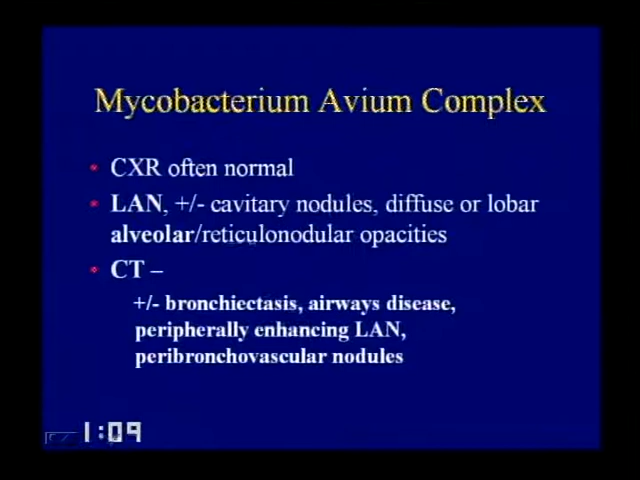 Mycobacterium Avium Complex
• CXR often normal
• LAN, +/- cavitary nodules, diffuse or lobar
alveolar/reticulonodular opacities
• CT –
+/- bronchiectasis, airways disease,
peripherally enhancing LAN,
peribronchovascular nodules
1:09